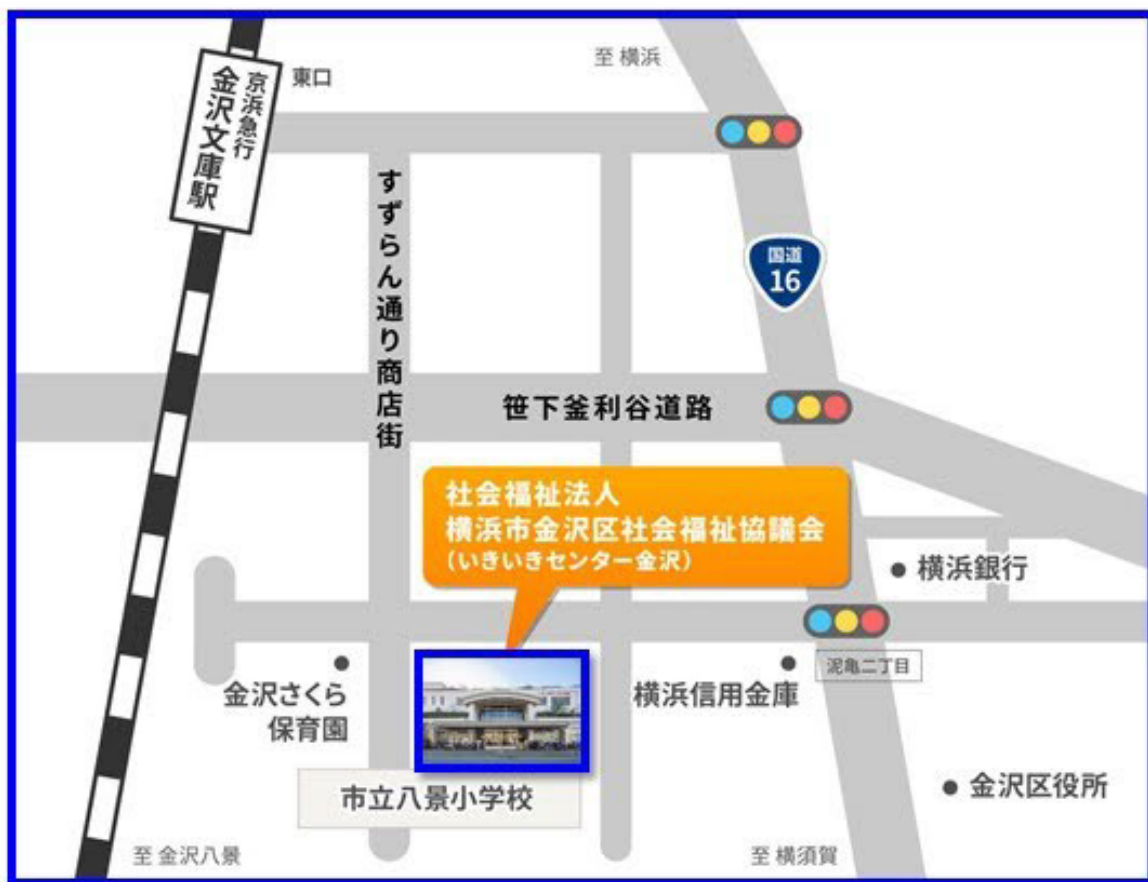 至 横浜
東口
京浜急行
金沢文庫駅
すずらん通り商店街
国道
16
笹下釜利谷道路
社会福祉法人
横浜市金沢区社会福祉協議会
（いきいきセンター金沢）
横浜銀行
金沢さくら
保育園
横浜信用金庫
泥亀二丁目
市立八景小学校
金沢区役所
至 金沢八景
至 横須賀